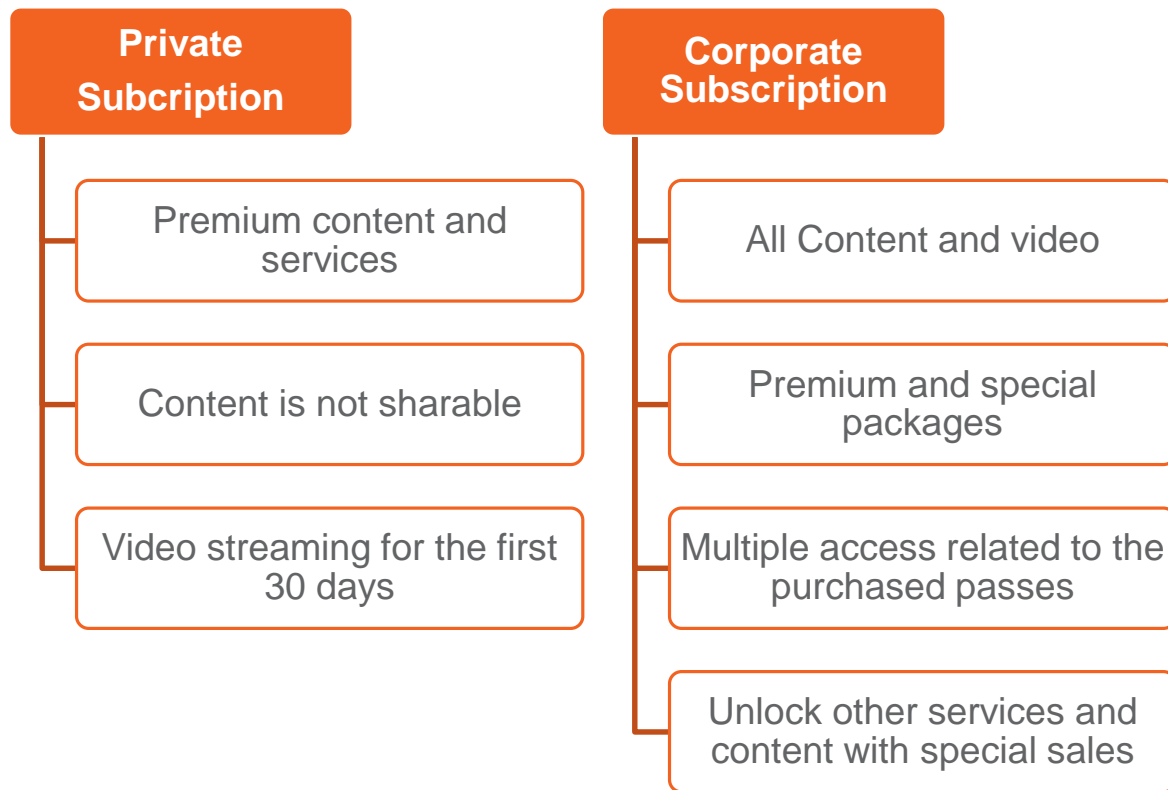 Private
Subcription
Premium content and
services
Content is not sharable
Video streaming for the first
30 days
Corporate
Subscription
All Content and video
Premium and special
packages
Multiple access related to the
purchased passes
Unlock other services and
content with special sales